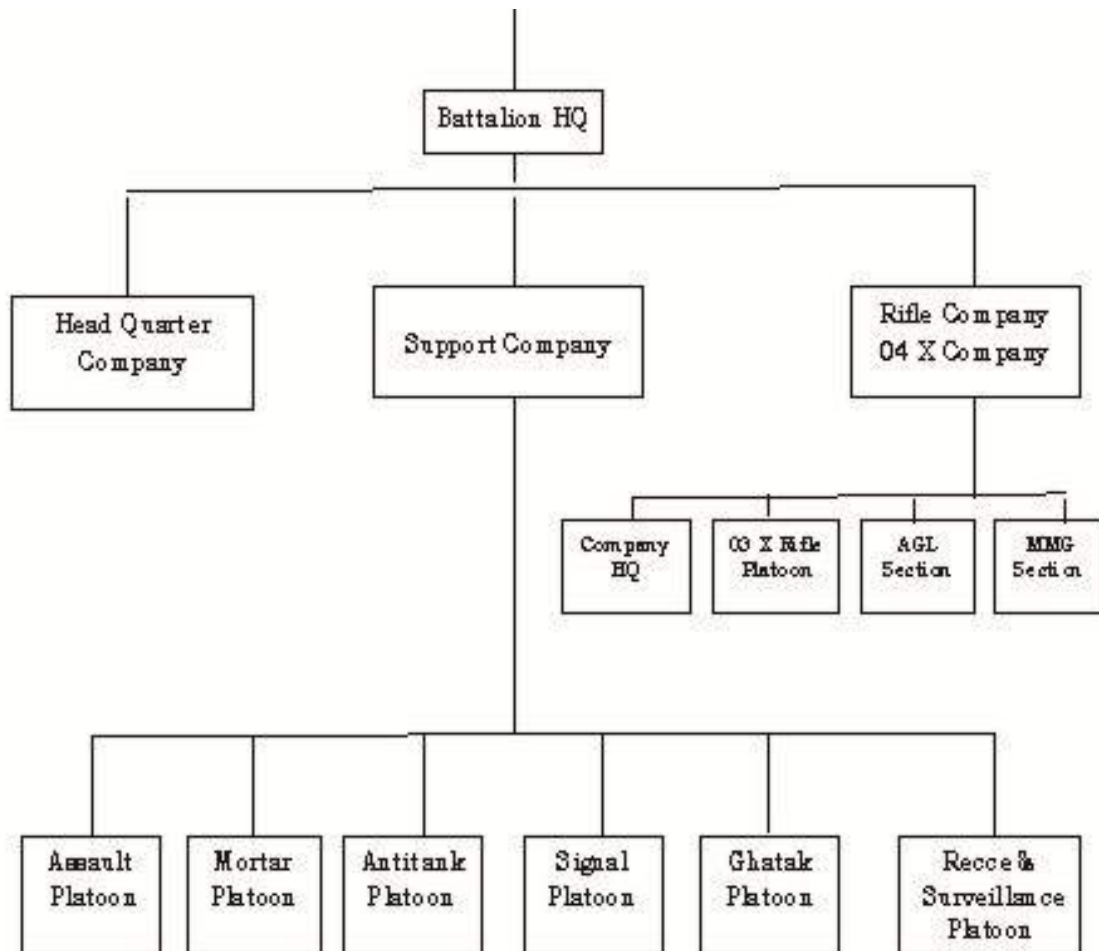 Battalion HQ
Head Quarter
Company
Support Company
Rifle Company
04 X Company
Company
HQ
03 X Rifle
Platoon
AGL
Section
MMG
Section
Assault
Platoon
Mortar
Platoon
Antitank
Platoon
Signal
Platoon
Ghatak
Platoon
Recce &
Surveillance
Platoon